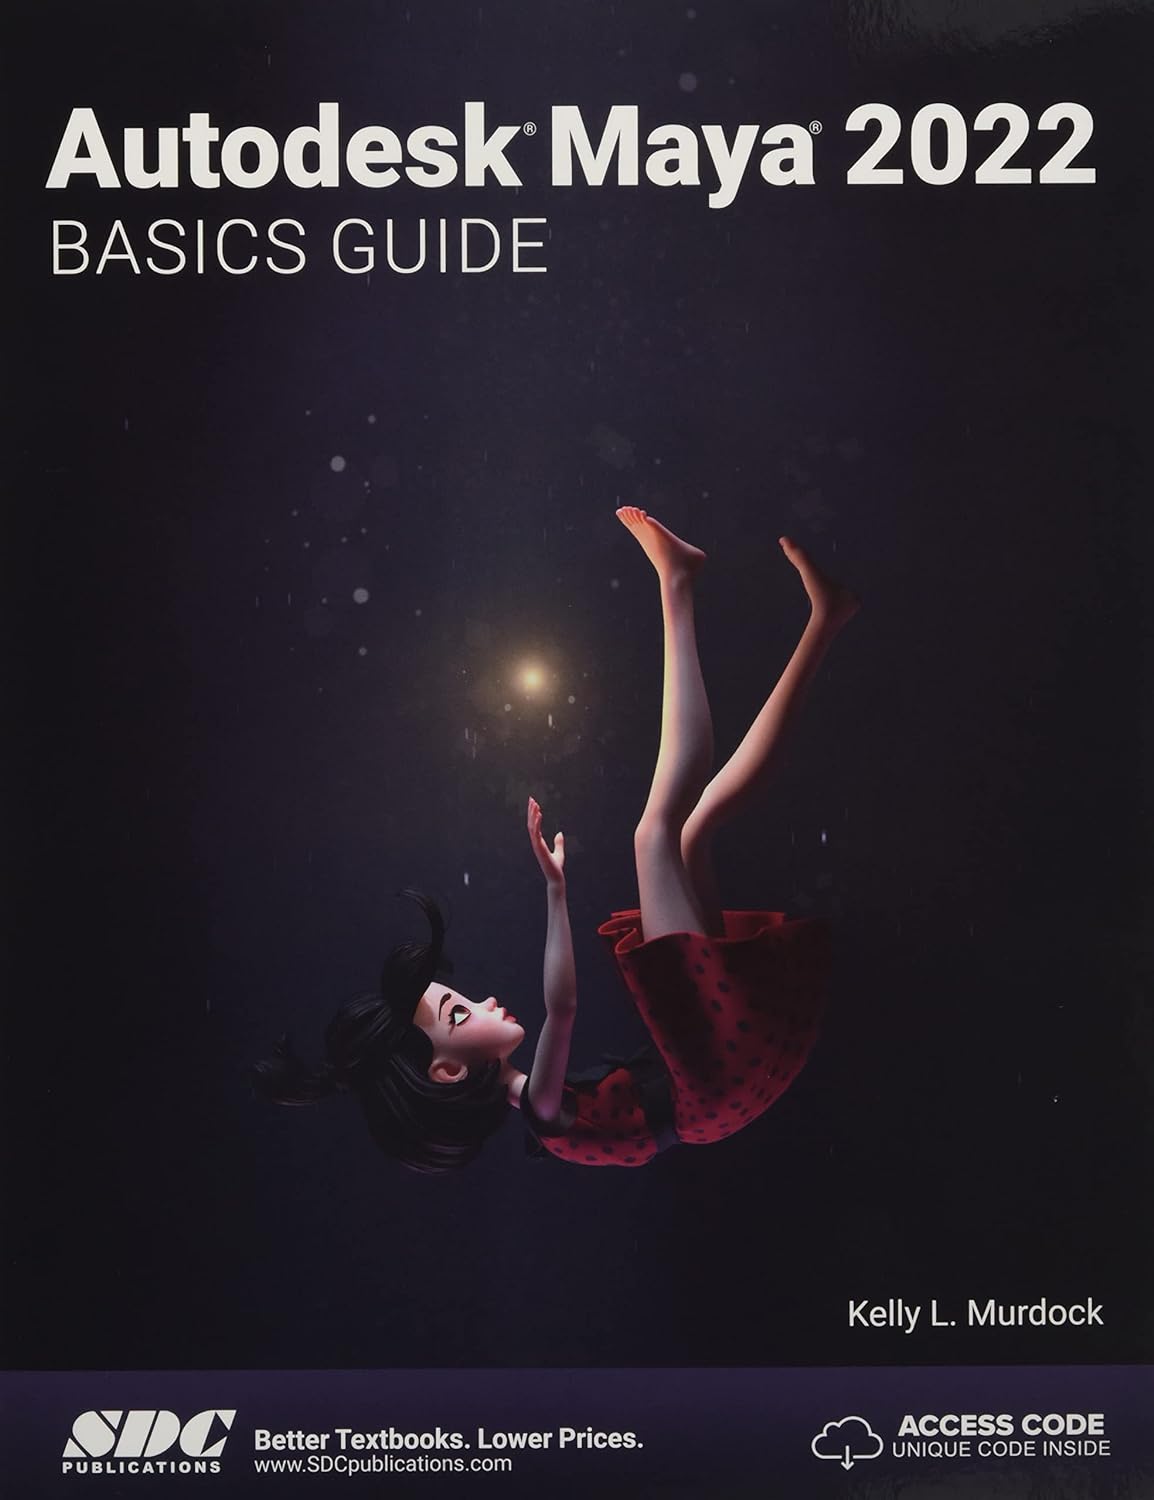 Autodesk® Maya® 2022
BASICS GUIDE
Kelly L. Murdock
SDC
PUBLICATIONS
Better Textbooks. Lower Prices.
www.SDCpublications.com
ACCESS CODE
UNIQUE CODE INSIDE